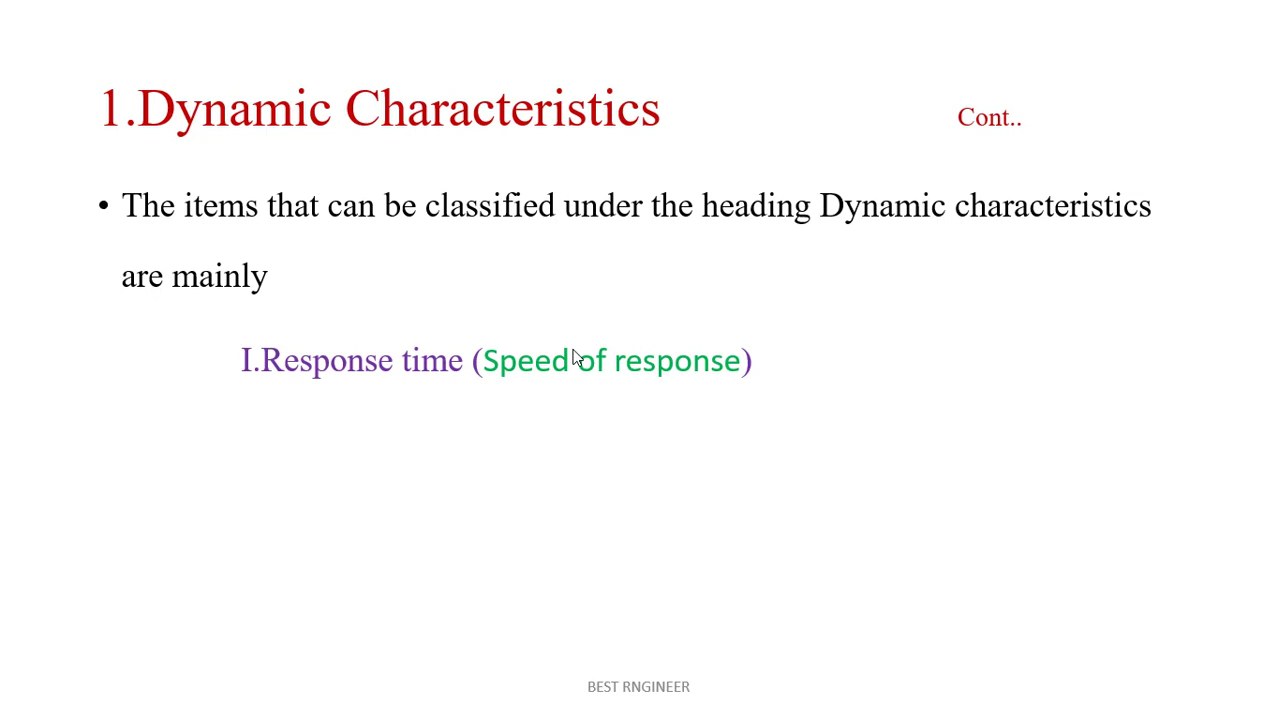 1.Dynamic Characteristics Cont..
• The items that can be classified under the heading Dynamic characteristics
are mainly
I.Response time (Speed of response)
BEST RNGINEER